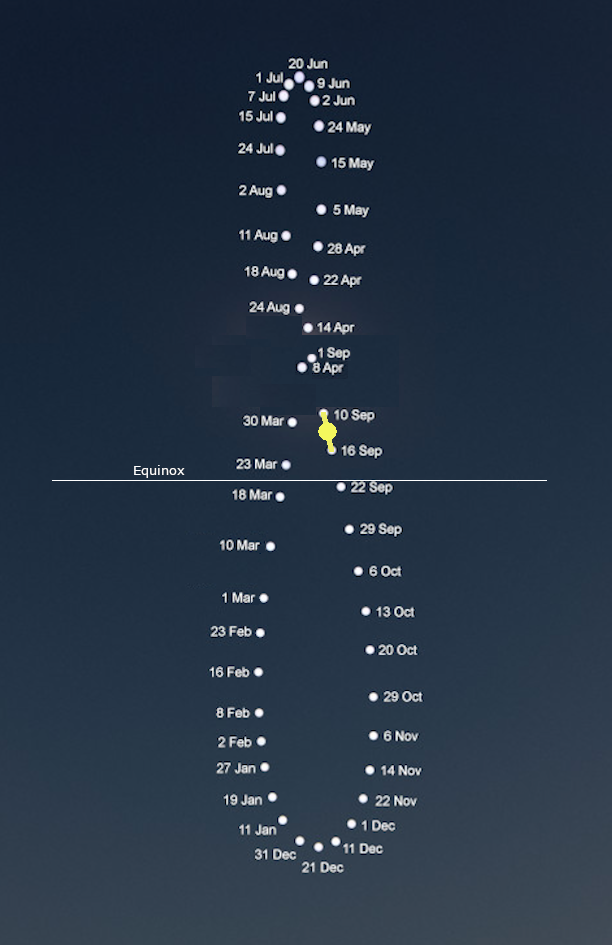 20 Jun
1 Jul
9 Jun
7 Jul
2 Jun
15 Jul
24 May
24 Jul
15 May
2 Aug
5 May
11 Aug
28 Apr
18 Aug
22 Apr
24 Aug
14 Apr
1 Sep
8 Apr
10 Sep
30 Mar
16 Sep
23 Mar
Equinox
22 Sep
18 Mar
29 Sep
10 Mar
6 Oct
1 Mar
13 Oct
23 Feb
20 Oct
16 Feb
29 Oct
8 Feb
6 Nov
2 Feb
27 Jan
14 Nov
19 Jan
22 Nov
11 Jan
1 Dec
31 Dec
11 Dec
21 Dec